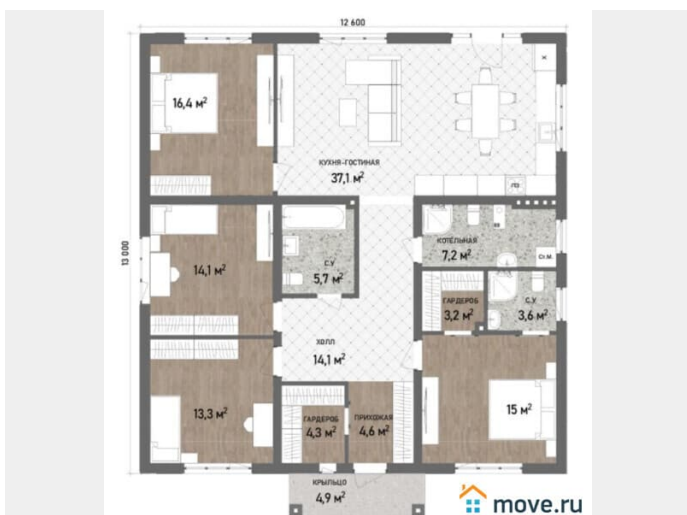 12 600
13 000
16,4 м²
КУХНЯ-ГОСТИНАЯ
37,1 м²
Х
ПЗ
14,1 м²
С.У
5,7 м²
КОТЕЛЬНАЯ
7,2 м²
Ст.М.
ГАРДЕРОБ
3,2 м²
С.У
3,6 м²
ХОЛЛ
14,1 м²
13,3 м²
ГАРДЕРОБ
4,3 м²
ПРИХОЖАЯ
4,6 м²
15 м²
КРЫЛЬЦО
4,9 м²
move.ru